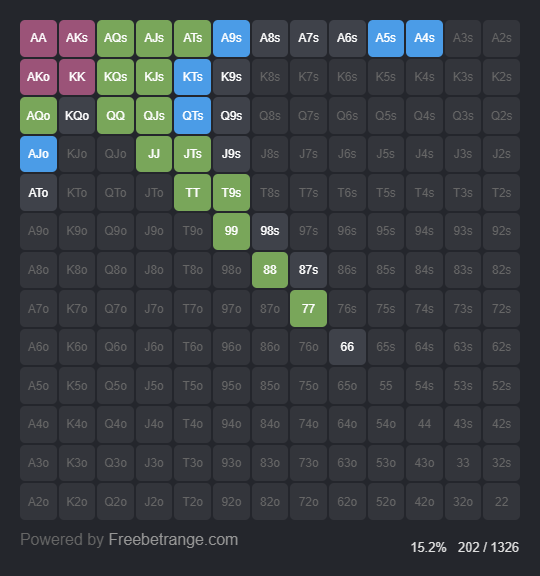 AA AKs AQs AJs ATs A9s A8s A7s A6s A5s A4s A3s A2s
AKo KK KQs KJs KTs K9s K8s K7s K6s K5s K4s K3s K2s
AQo KQo QQ QJs QTs Q9s Q8s Q7s Q6s Q5s Q4s Q3s Q2s
AJo KJo QJo JJ JTs J9s J8s J7s J6s J5s J4s J3s J2s
ATo KTo QTo JTo TT T9s T8s T7s T6s T5s T4s T3s T2s
A9o K9o Q9o J9o T9o 99 98s 97s 96s 95s 94s 93s 92s
A8o K8o Q8o J8o T8o 98o 88 87s 86s 85s 84s 83s 82s
A7o K7o Q7o J7o T7o 97o 87o 77 76s 75s 74s 73s 72s
A6o K6o Q6o J6o T6o 96o 86o 76o 66 65s 64s 63s 62s
A5o K5o Q5o J5o T5o 95o 85o 75o 65o 55 54s 53s 52s
A4o K4o Q4o J4o T4o 94o 84o 74o 64o 54o 44 43s 42s
A3o K3o Q3o J3o T3o 93o 83o 73o 63o 53o 43o 33 32s
A2o K2o Q2o J2o T2o 92o 82o 72o 62o 52o 42o 32o 22
Powered by Freebetrange.com
15.2% 202 / 1326